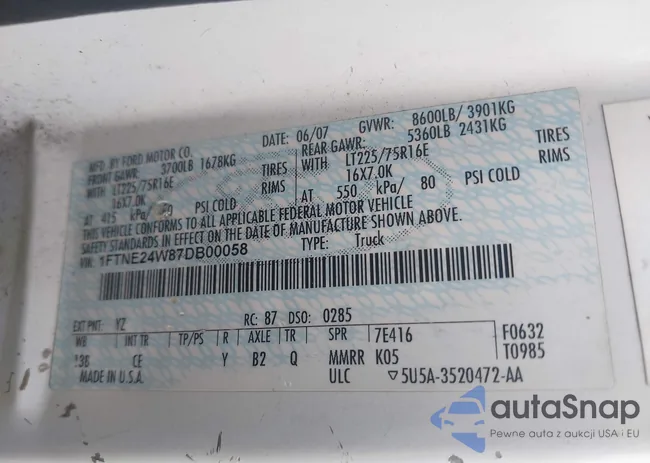 MFD. BY FORD MOTOR CO.
DATE: 06/07 GVWR: 8600LB/ 3901KG
FRONT GAWR: 3700LB 1678KG
REAR GAWR: 5360LB 2431KG
WITH LT225/75R16E TIRES
WITH LT225/75R16E TIRES
16X7.0K RIMS
16X7.0K RIMS
AT 415 kPa/ PSI COLD
AT 550 kPa/ 80 PSI COLD
THIS VEHICLE CONFORMS TO ALL APPLICABLE FEDERAL MOTOR VEHICLE
SAFETY STANDARDS IN EFFECT ON THE DATE OF MANUFACTURE SHOWN ABOVE.
VIN: 1FTNE24W87DB00058
TYPE: Truck
EXT PNT: YZ RC: 87 DSO: 0285
WB INT TR TP/PS R AXLE TR SPR 7E416 F0632
138 CE Y B2 Q MMRR K05 T0985
MADE IN U.S.A. ULC ▽5U5A-3520472-AA
autaSnap
Pewne auta z aukcji USA i EU